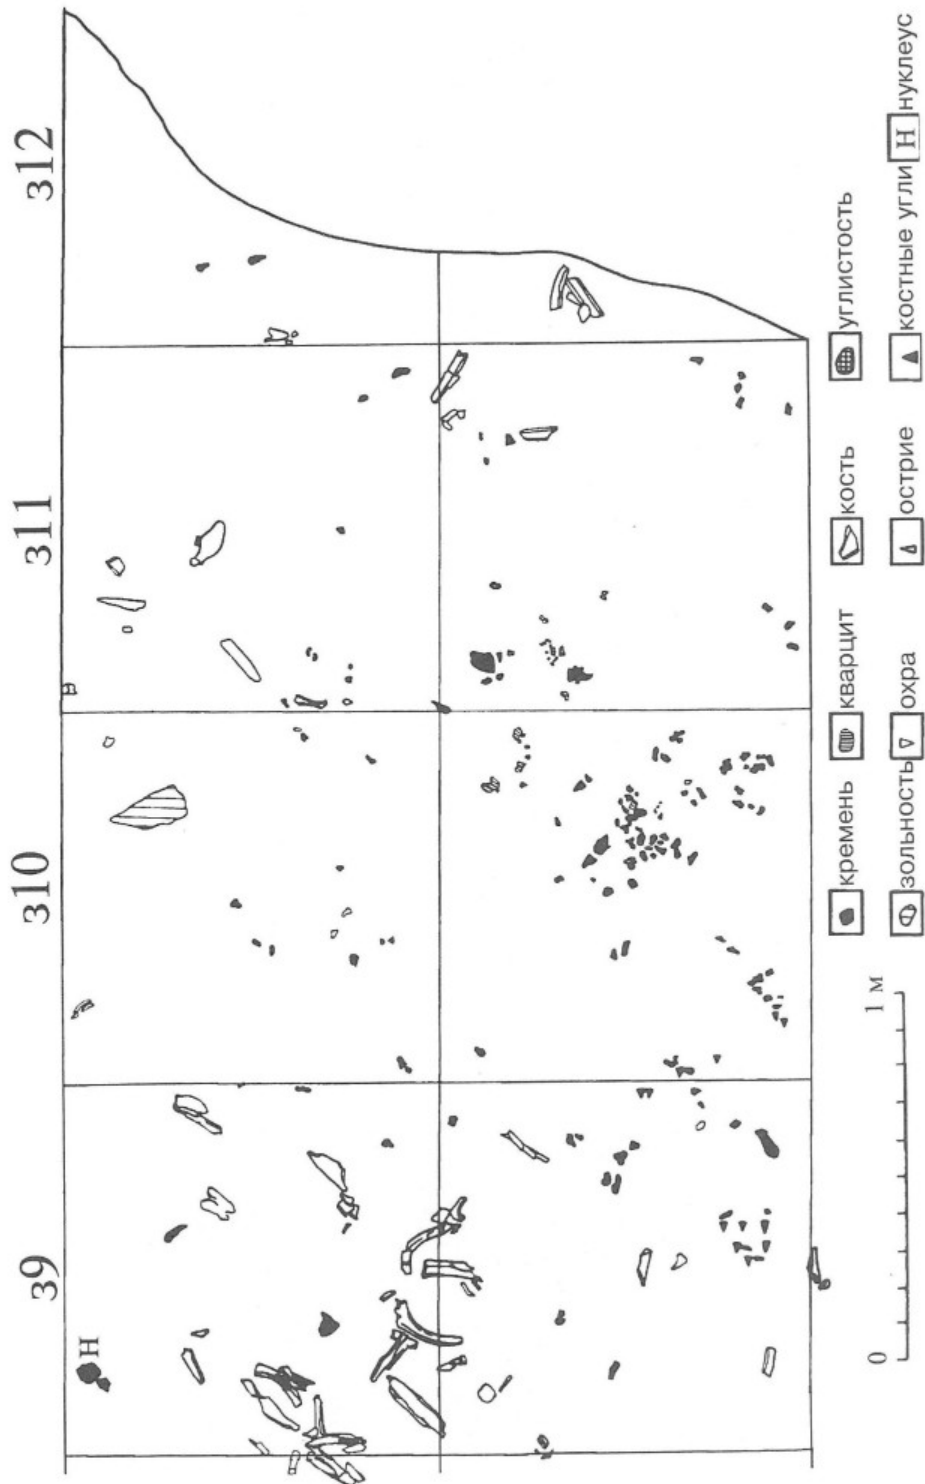 39 310 311 312
Н
0 1 м
кремень кварцит кость углистость
зольность охра острие костные угли Н нуклеус